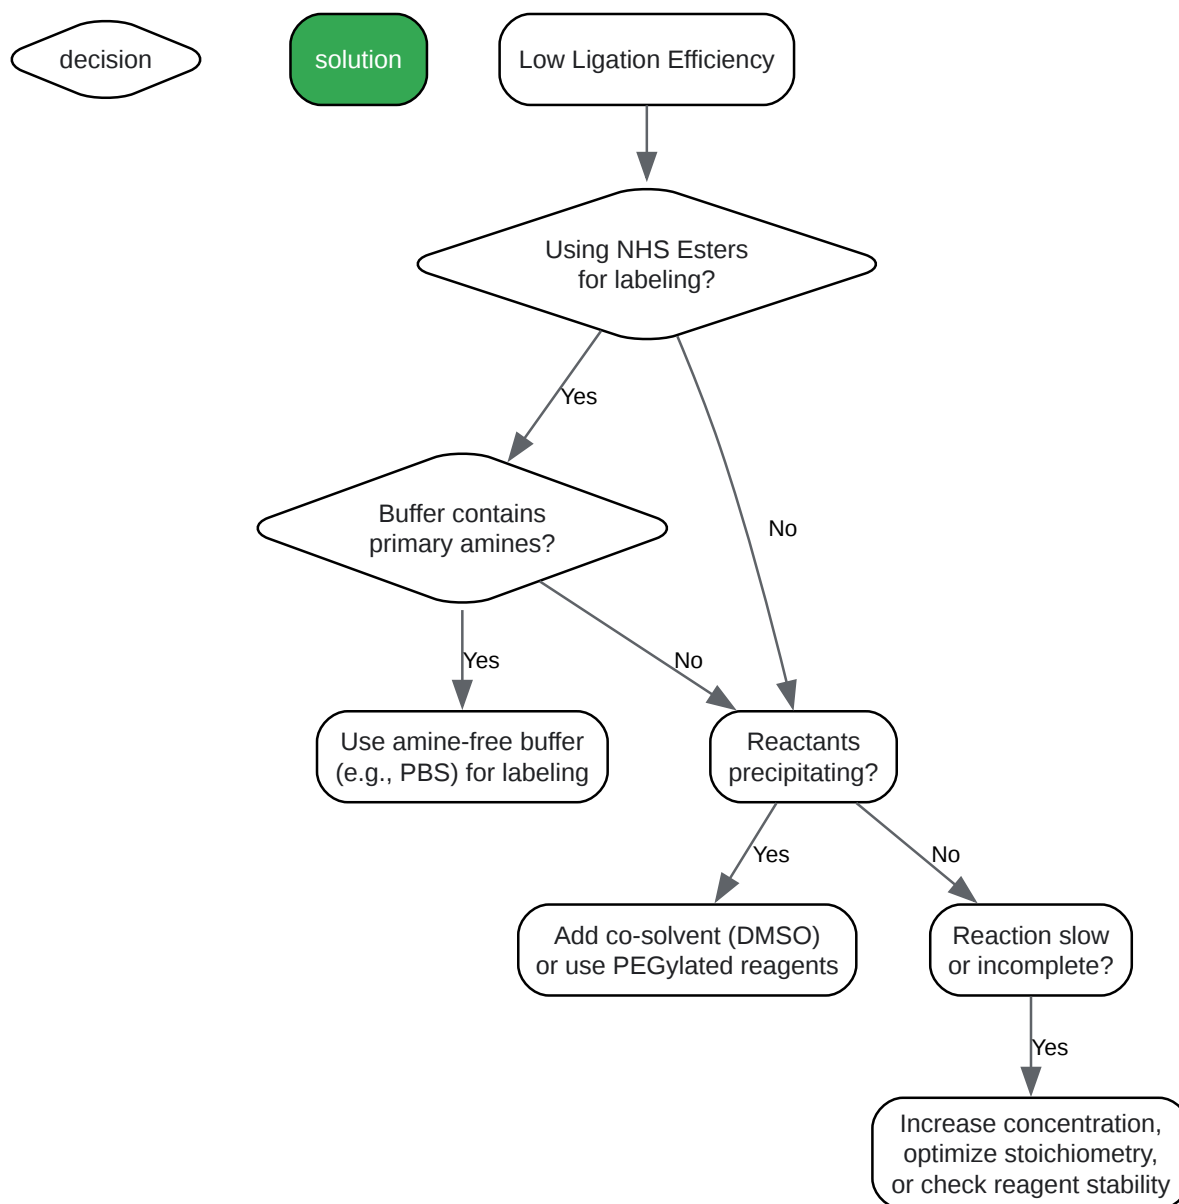 decision
solution
Low Ligation Efficiency
Using NHS Esters
for labeling?
Yes
Buffer contains
primary amines?
No
Yes
No
Use amine-free buffer
(e.g., PBS) for labeling
Reactants
precipitating?
Yes
No
Add co-solvent (DMSO)
or use PEGylated reagents
Reaction slow
or incomplete?
Yes
Increase concentration,
optimize stoichiometry,
or check reagent stability